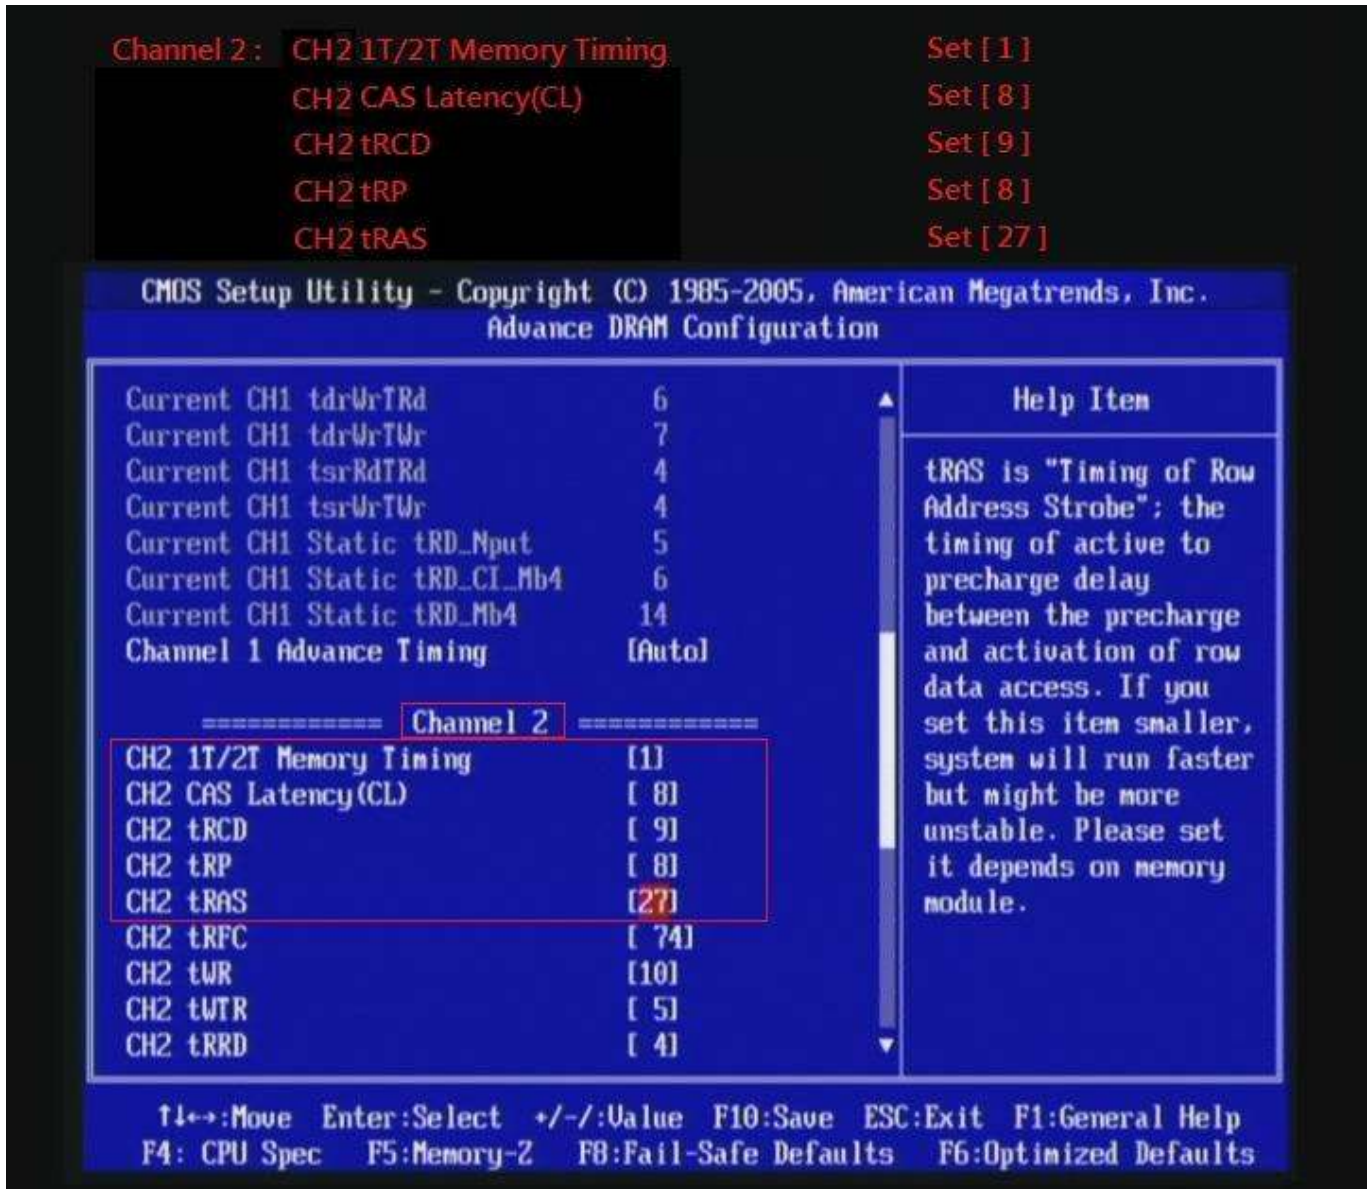 Channel 2 : CH2 1T/2T Memory Timing Set [ 1 ]
CH2 CAS Latency(CL) Set [ 8 ]
CH2 tRCD Set [ 9 ]
CH2 tRP Set [ 8 ]
CH2 tRAS Set [ 27 ]
CMOS Setup Utility - Copyright (C) 1985-2005, American Megatrends, Inc.
Advance DRAM Configuration
Current CH1 tdrWrTRd 6
Current CH1 tdrWrTWr 7
Current CH1 tsrRdTRd 4
Current CH1 tsrWrTWr 4
Current CH1 Static tRD_Nput 5
Current CH1 Static tRD_CI_Mb4 6
Current CH1 Static tRD_Mb4 14
Channel 1 Advance Timing [Auto]
============ Channel 2 ============
CH2 1T/2T Memory Timing [1]
CH2 CAS Latency(CL) [ 8]
CH2 tRCD [ 9]
CH2 tRP [ 8]
CH2 tRAS [27]
CH2 tRFC [ 74]
CH2 tWR [10]
CH2 tWTR [ 5]
CH2 tRRD [ 4]
Help Item
tRAS is "Timing of Row
Address Strobe"; the
timing of active to
precharge delay
between the precharge
and activation of row
data access. If you
set this item smaller,
system will run faster
but might be more
unstable. Please set
it depends on memory
module.
↑↓←→:Move Enter:Select +/-/:Value F10:Save ESC:Exit F1:General Help
F4: CPU Spec F5:Memory-Z F8:Fail-Safe Defaults F6:Optimized Defaults